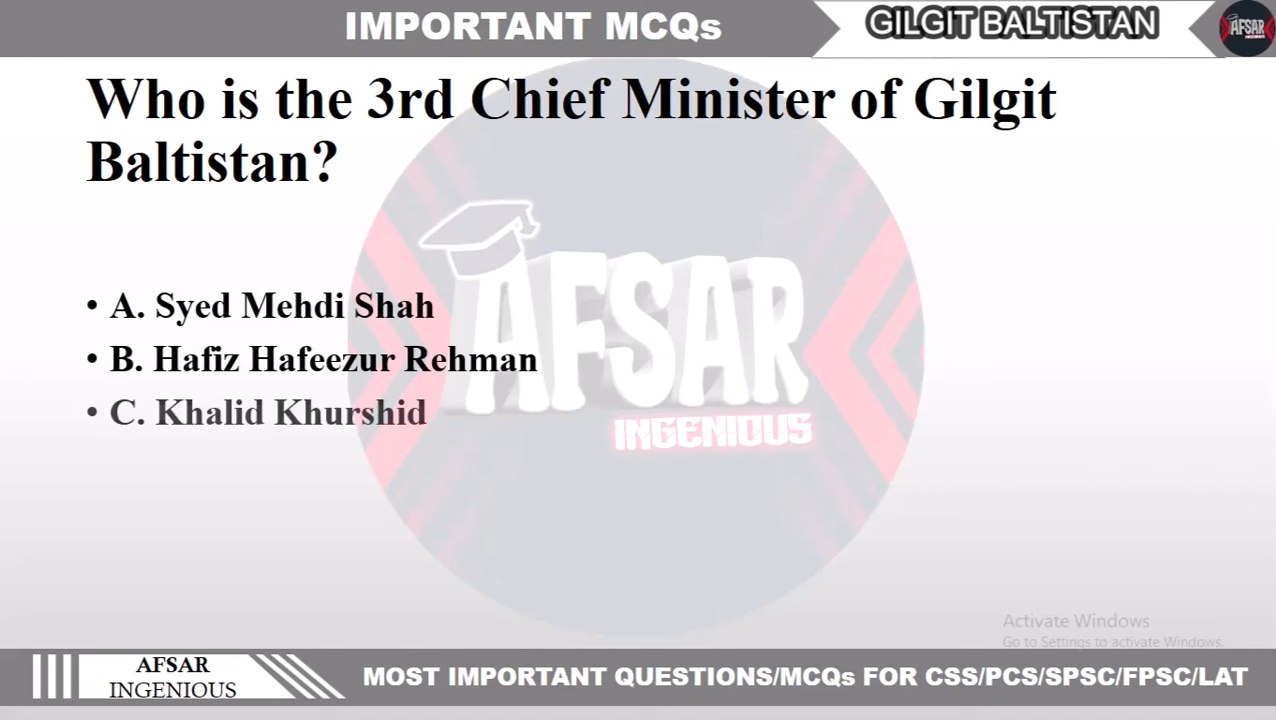 IMPORTANT MCQs
GILGIT BALTISTAN
AFSAR
Who is the 3rd Chief Minister of Gilgit
Baltistan?
• A. Syed Mehdi Shah
• B. Hafiz Hafeezur Rehman
• C. Khalid Khurshid
AFSAR
INGENIOUS
Activate Windows
Go to Settings to activate Windows.
AFSAR
INGENIOUS
MOST IMPORTANT QUESTIONS/MCQs FOR CSS/PCS/SPSC/FPSC/LAT